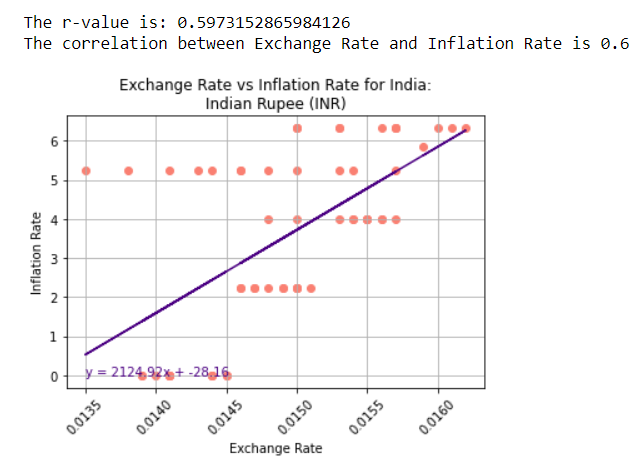 The r-value is: 0.5973152865984126
The correlation between Exchange Rate and Inflation Rate is 0.6
Exchange Rate vs Inflation Rate for India:
Indian Rupee (INR)
6
5
4
3
2
1
0
Inflation Rate
y = 2124.92x + -28.16
0.0135
0.0140
0.0145
0.0150
0.0155
0.0160
Exchange Rate